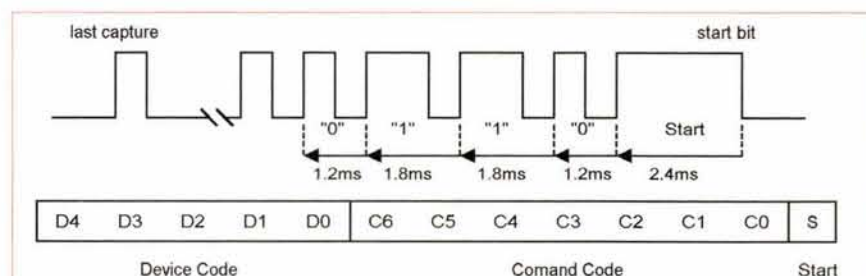 last capture start bit
"0" "1" "1" "0" Start
1.2ms 1.8ms 1.8ms 1.2ms 2.4ms
D4 D3 D2 D1 D0 C6 C5 C4 C3 C2 C1 C0 S
Device Code Comand Code Start